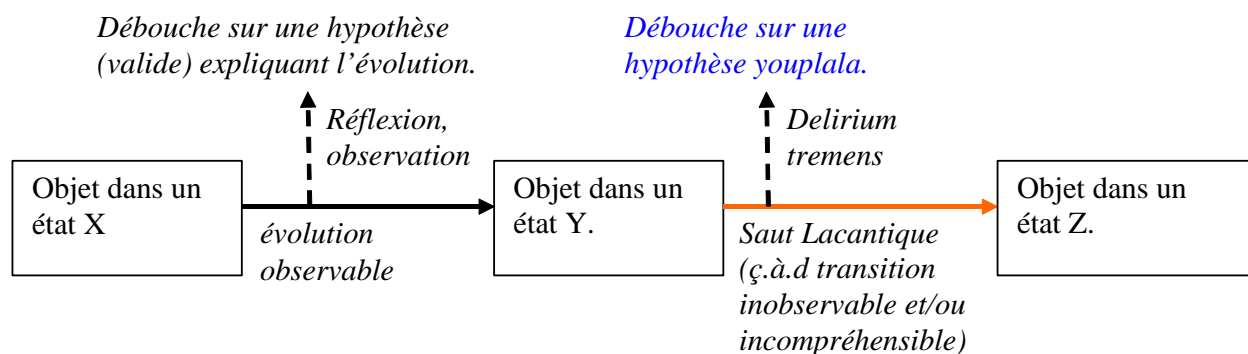 Débouche sur une hypothèse
(valide) expliquant l’évolution.
Débouche sur une
hypothèse youplala.
Réflexion,
observation
Delirium
tremens
Objet dans un
état X
évolution
observable
Objet dans un
état Y.
Saut Lacantique
(ç.à.d transition
inobservable et/ou
incompréhensible)
Objet dans un
état Z.